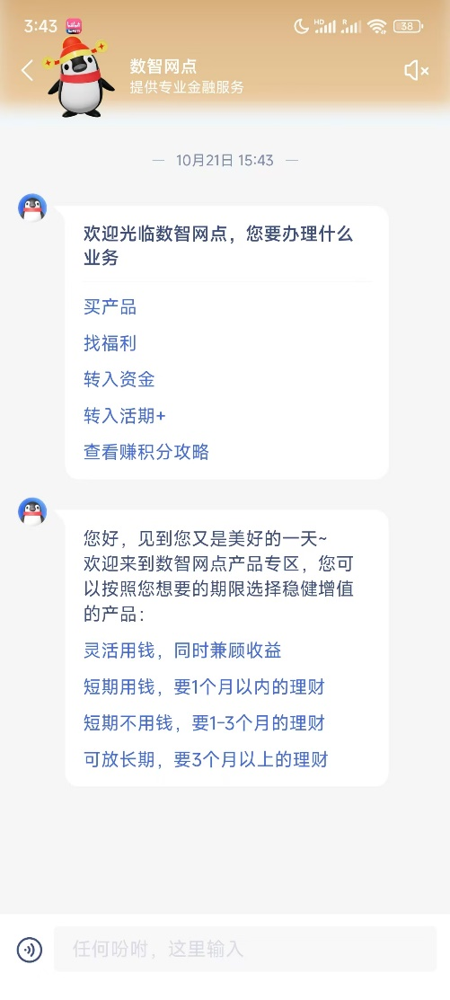 3:43
HD
R
38
数智网点
提供专业金融服务
10月21日 15:43
欢迎光临数智网点，您要办理什么
业务
买产品
找福利
转入资金
转入活期+
查看赚积分攻略
您好，见到您又是美好的一天~
欢迎来到数智网点产品专区，您可
以按照您想要的期限选择稳健增值
的产品：
灵活用钱，同时兼顾收益
短期用钱，要1个月以内的理财
短期不用钱，要1-3个月的理财
可放长期，要3个月以上的理财
任何吩咐，这里输入